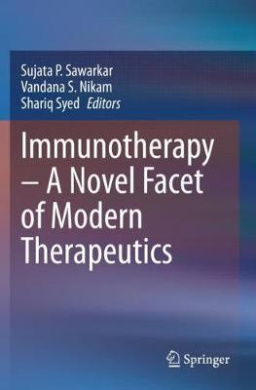 Sujata P. Sawarkar
Vandana S. Nikam
Shariq Syed Editors
Immunotherapy
– A Novel Facet
of Modern
Therapeutics
Springer